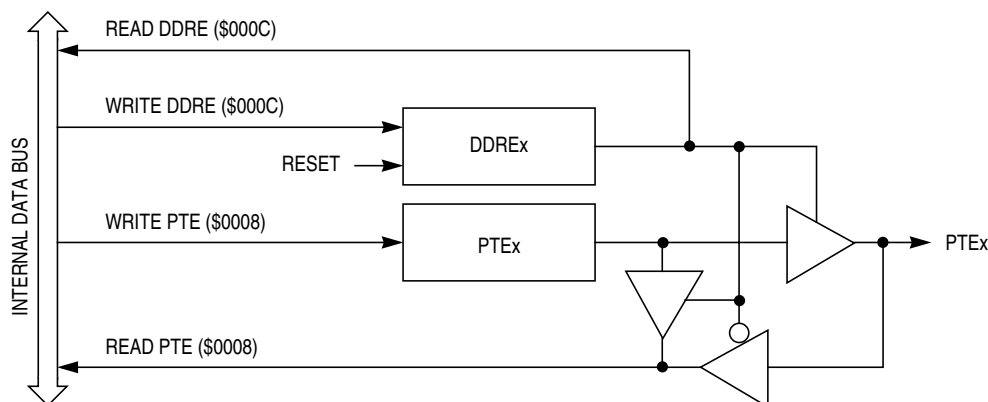 READ DDRE ($000C)
WRITE DDRE ($000C)
DDREx
RESET
WRITE PTE ($0008)
PTEx
PTEx
READ PTE ($0008)
INTERNAL DATA BUS